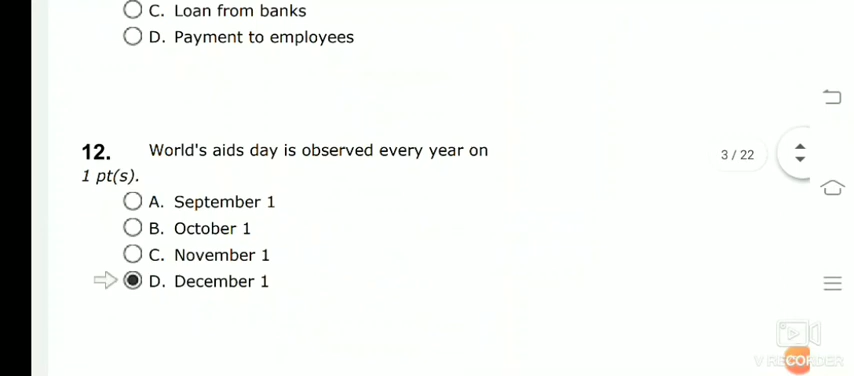 C. Loan from banks
D. Payment to employees
12. World's aids day is observed every year on
1 pt(s).
3 / 22
A. September 1
B. October 1
C. November 1
D. December 1
V RECORDER